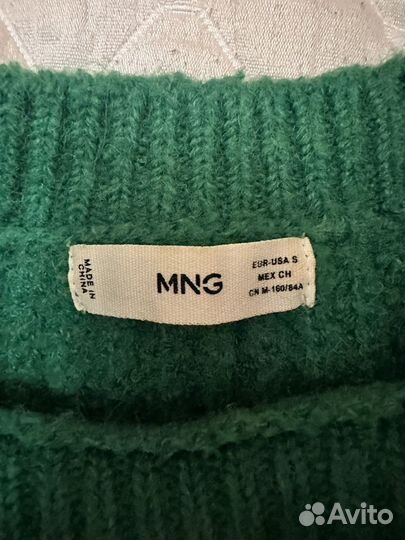 MADE IN
CHINA
MNG
EUR-USA S
MEX CH
CN M-160/84A
Avito